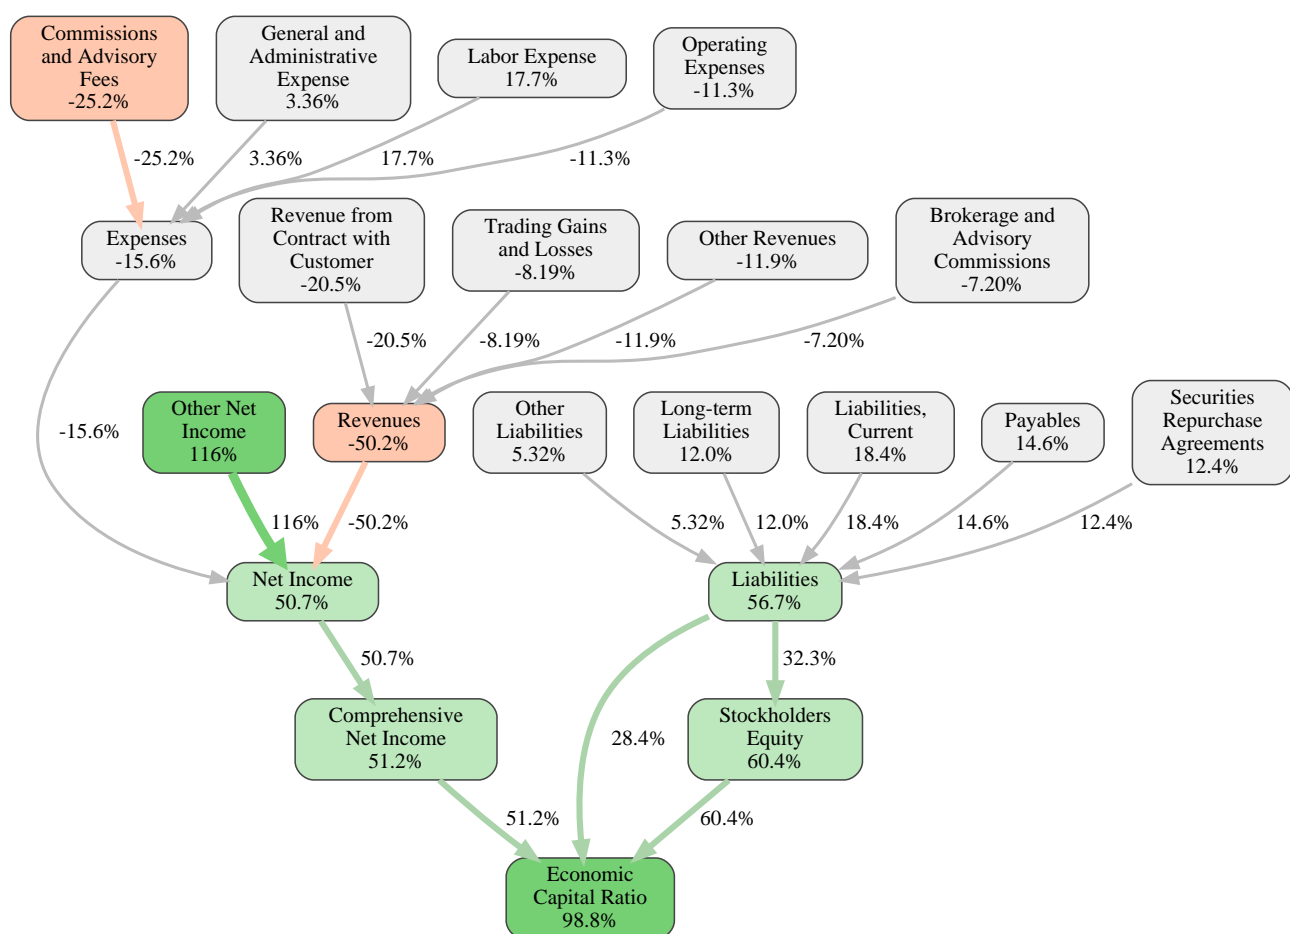 Commissions
and Advisory
Fees
-25.2%
General and
Administrative
Expense
3.36%
Labor Expense
17.7%
Operating
Expenses
-11.3%
-25.2%
3.36%
17.7%
-11.3%
Expenses
-15.6%
Revenue from
Contract with
Customer
-20.5%
Trading Gains
and Losses
-8.19%
Other Revenues
-11.9%
Brokerage and
Advisory
Commissions
-7.20%
-20.5%
-8.19%
-11.9%
-7.20%
-15.6%
Other Net
Income
116%
Revenues
-50.2%
Other
Liabilities
5.32%
Long-term
Liabilities
12.0%
Liabilities,
Current
18.4%
Payables
14.6%
Securities
Repurchase
Agreements
12.4%
116%
-50.2%
5.32%
12.0%
18.4%
14.6%
12.4%
Net Income
50.7%
Liabilities
56.7%
50.7%
32.3%
Comprehensive
Net Income
51.2%
28.4%
Stockholders
Equity
60.4%
51.2%
60.4%
Economic
Capital Ratio
98.8%